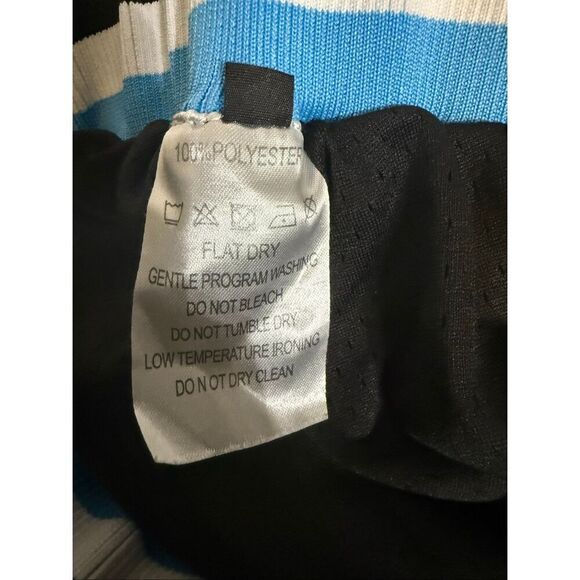 100%POLYESTER
FLAT DRY
GENTLE PROGRAM WASHING
DO NOT BLEACH
DO NOT TUMBLE DRY
LOW TEMPERATURE IRONING
DO NOT DRY CLEAN